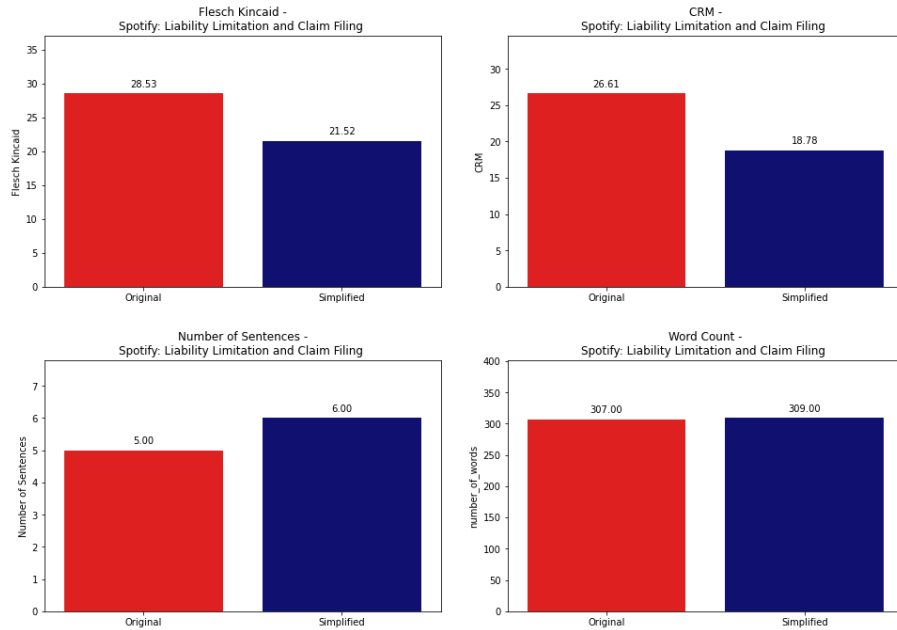 Flesch Kincaid -
Spotify: Liability Limitation and Claim Filing
35
30
25
20
15
10
5
0
Flesch Kincaid
28.53
21.52
Original
Simplified
CRM -
Spotify: Liability Limitation and Claim Filing
30
25
20
15
10
5
0
CRM
26.61
18.78
Original
Simplified
Number of Sentences -
Spotify: Liability Limitation and Claim Filing
7
6
5
4
3
2
1
0
Number of Sentences
5.00
6.00
Original
Simplified
Word Count -
Spotify: Liability Limitation and Claim Filing
400
350
300
250
200
150
100
50
0
number_of_words
307.00
309.00
Original
Simplified